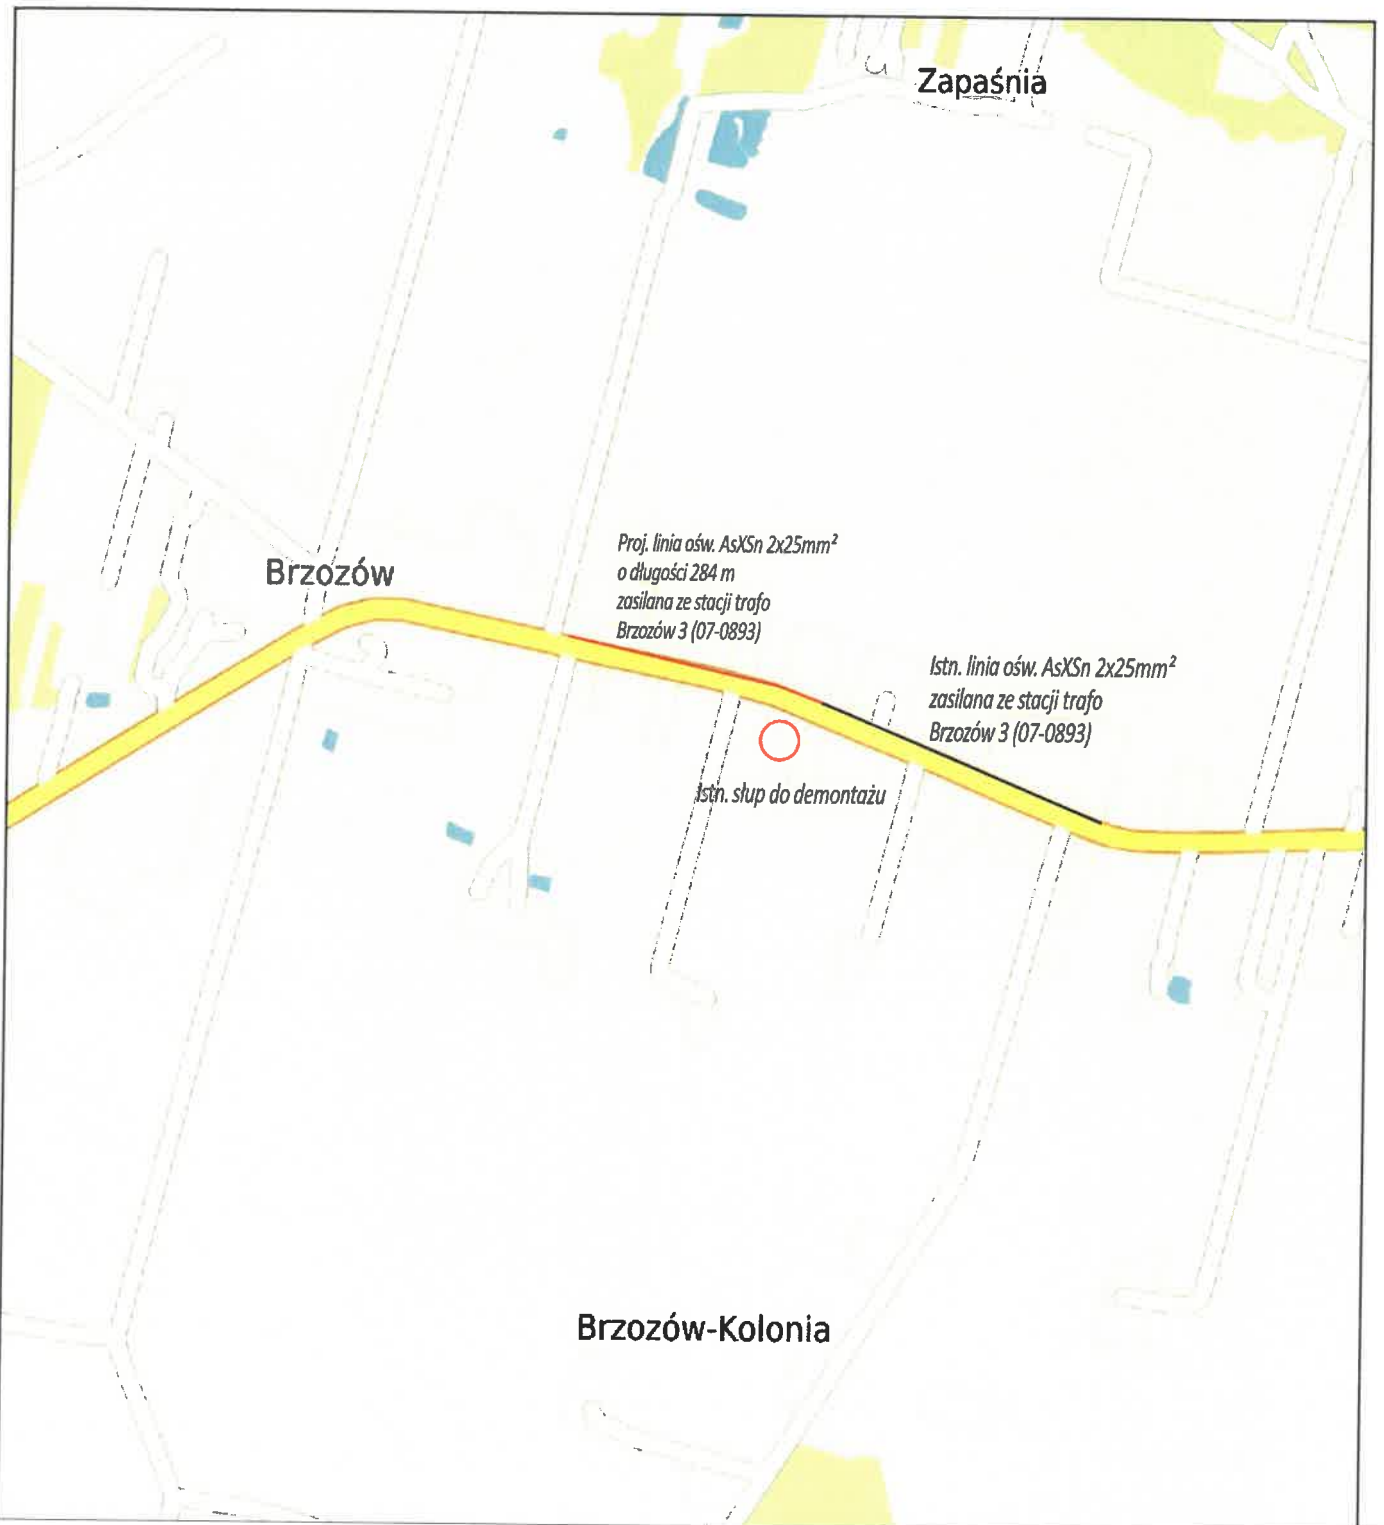 Zapaśnia
Brzozów
Proj. linia ośw. AsXSn 2x25mm²
o długości 284 m
zasilana ze stacji trafo
Brzozów 3 (07-0893)
Istn. linia ośw. AsXSn 2x25mm²
zasilana ze stacji trafo
Brzozów 3 (07-0893)
Istn. słup do demontażu
Brzozów-Kolonia